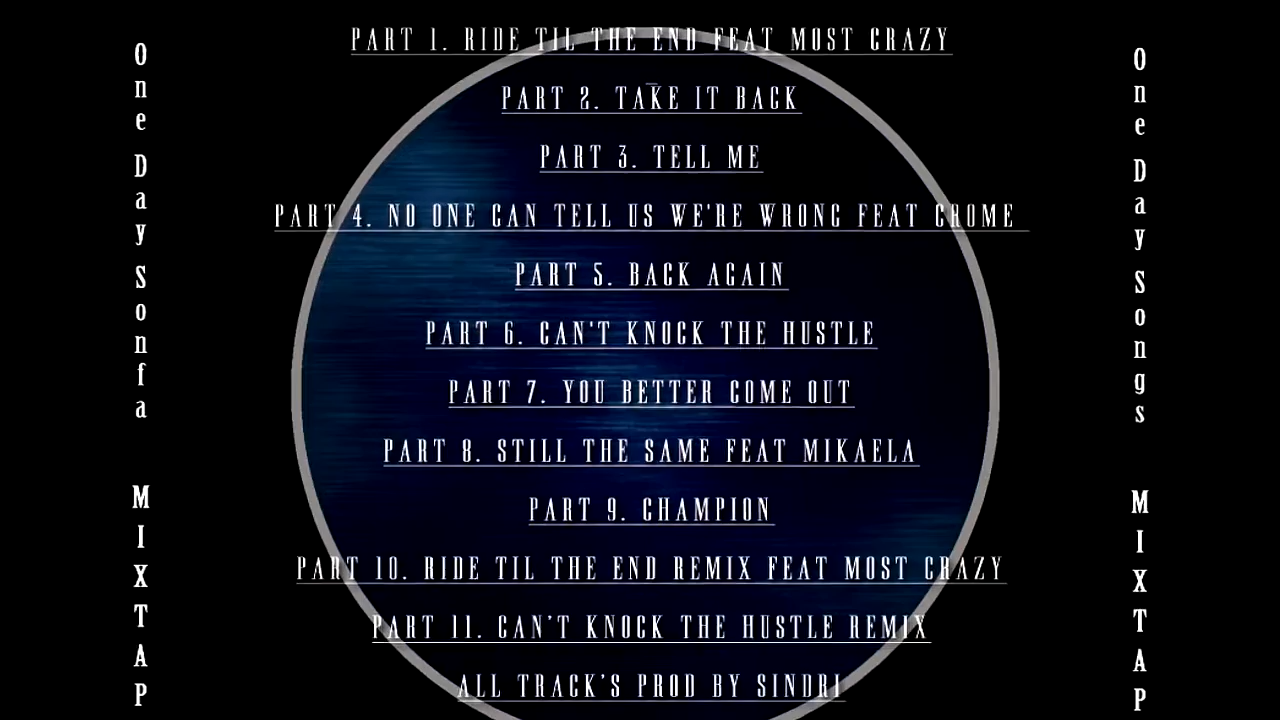 One Day Sonfa MIXTAP
PART 1. RIDE TIL THE END FEAT MOST CRAZY
PART 2. TAKE IT BACK
PART 3. TELL ME
PART 4. NO ONE CAN TELL US WE'RE WRONG FEAT CROME
PART 5. BACK AGAIN
PART 6. CAN'T KNOCK THE HUSTLE
PART 7. YOU BETTER COME OUT
PART 8. STILL THE SAME FEAT MIKAELA
PART 9. CHAMPION
PART 10. RIDE TIL THE END REMIX FEAT MOST CRAZY
PART 11. CAN'T KNOCK THE HUSTLE REMIX
ALL TRACK'S PROD BY SINDRI
One Day Songs MIXTAP